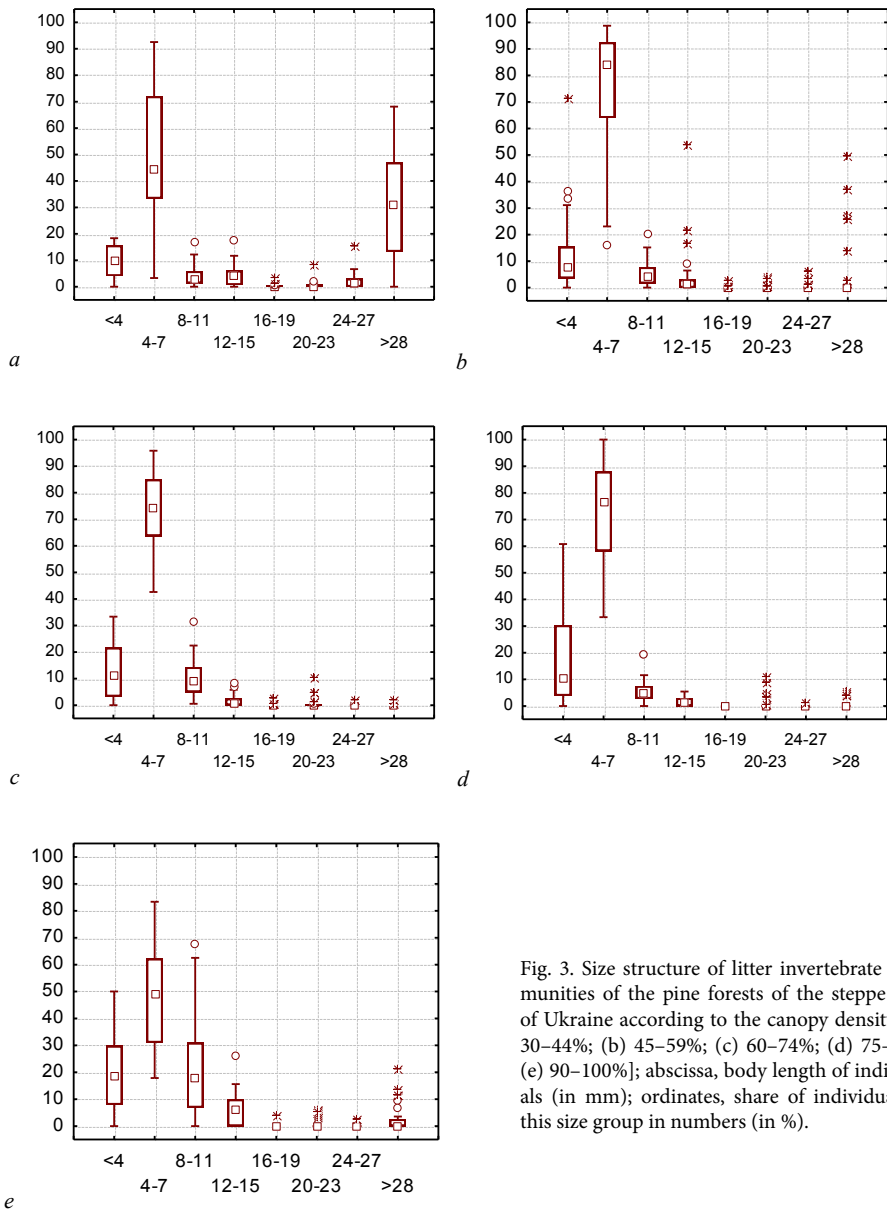 100
90
80
70
60
50
40
30
20
10
0
<4 8-11 16-19 24-27
4-7 12-15 20-23 >28
a
100
90
80
70
60
50
40
30
20
10
0
<4 8-11 16-19 24-27
4-7 12-15 20-23 >28
b
100
90
80
70
60
50
40
30
20
10
0
<4 8-11 16-19 24-27
4-7 12-15 20-23 >28
c
100
90
80
70
60
50
40
30
20
10
0
<4 8-11 16-19 24-27
4-7 12-15 20-23 >28
d
100
90
80
70
60
50
40
30
20
10
0
<4 8-11 16-19 24-27
4-7 12-15 20-23 >28
e
Fig. 3. Size structure of litter invertebrate
munities of the pine forests of the steppe
of Ukraine according to the canopy densit
30–44%; (b) 45–59%; (c) 60–74%; (d) 75–
(e) 90–100%]; abscissa, body length of indi
als (in mm); ordinates, share of individua
this size group in numbers (in %).